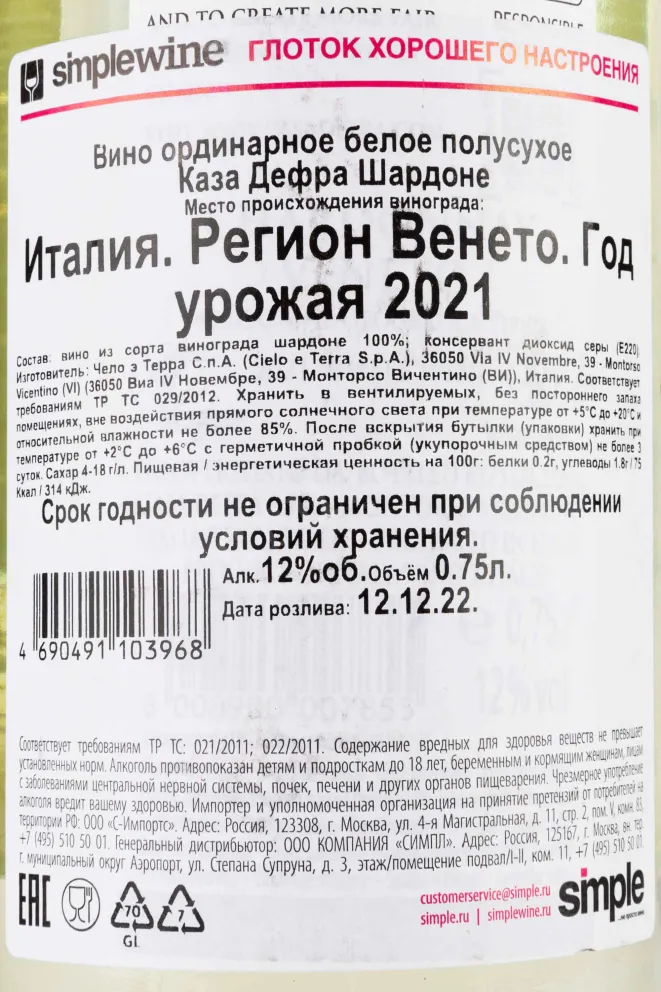 AND TO CREATE MORE FAIR
RESPONSIBLE
simplewine ГЛОТОК ХОРОШЕГО НАСТРОЕНИЯ
Вино ординарное белое полусухое
Каза Дефра Шардоне
Место происхождения винограда:
Италия. Регион Венето. Год
урожая 2021
Состав: вино из сорта винограда шардоне 100%; консервант диоксид серы (E220).
Изготовитель: Чело э Терра С.п.А. (Cielo e Terra S.p.A.), 36050 Via IV Novembre, 39 - Montorso
Vicentino (VI) (36050 Виа IV Новембре, 39 - Монторсо Вичентино (ВИ)), Италия. Соответствует
требованиям ТР ТС 029/2012. Хранить в вентилируемых, без постороннего запаха
помещениях, вне воздействия прямого солнечного света при температуре от +5°С до +20°С и
относительной влажности не более 85%. После вскрытия бутылки (упаковки) хранить при
температуре от +2°С до +6°С с герметичной пробкой (укупорочным средством) не более 3
суток. Сахар 4-18 г/л. Пищевая / энергетическая ценность на 100г: белки 0.2г, углеводы 1.8г / 75
Ккал / 314 кДж.
Срок годности не ограничен при соблюдении
условий хранения.
Алк. 12%об. Объём 0.75л.
Дата розлива: 12.12.22.
4 690491 103968
Соответствует требованиям ТР ТС: 021/2011; 022/2011. Содержание вредных для здоровья веществ не превышает
установленных норм. Алкоголь противопоказан детям и подросткам до 18 лет, беременным и кормящим женщинам, лицам
с заболеваниями центральной нервной системы, почек, печени и других органов пищеварения. Чрезмерное употребление
алкоголя вредит вашему здоровью. Импортер и уполномоченная организация на принятие претензий от потребителей на
территории РФ: ООО «С-Импортс». Адрес: Россия, 123308, г. Москва, ул. 4-я Магистральная, д. 11, стр. 2, пом. V, комн. 83,
+7 (495) 510 50 01. Генеральный дистрибьютор: ООО КОМПАНИЯ «СИМПЛ». Адрес: Россия, 125167, г. Москва, вн. тер.
г. муниципальный округ Аэропорт, ул. Степана Супруна, д. 3, этаж/помещение подвал/I-II, ком. 11, +7 (495) 510 50 01.
EAC
70
GL
7
customerservice@simple.ru
simple.ru | simplewine.ru
simple
...не просто вино